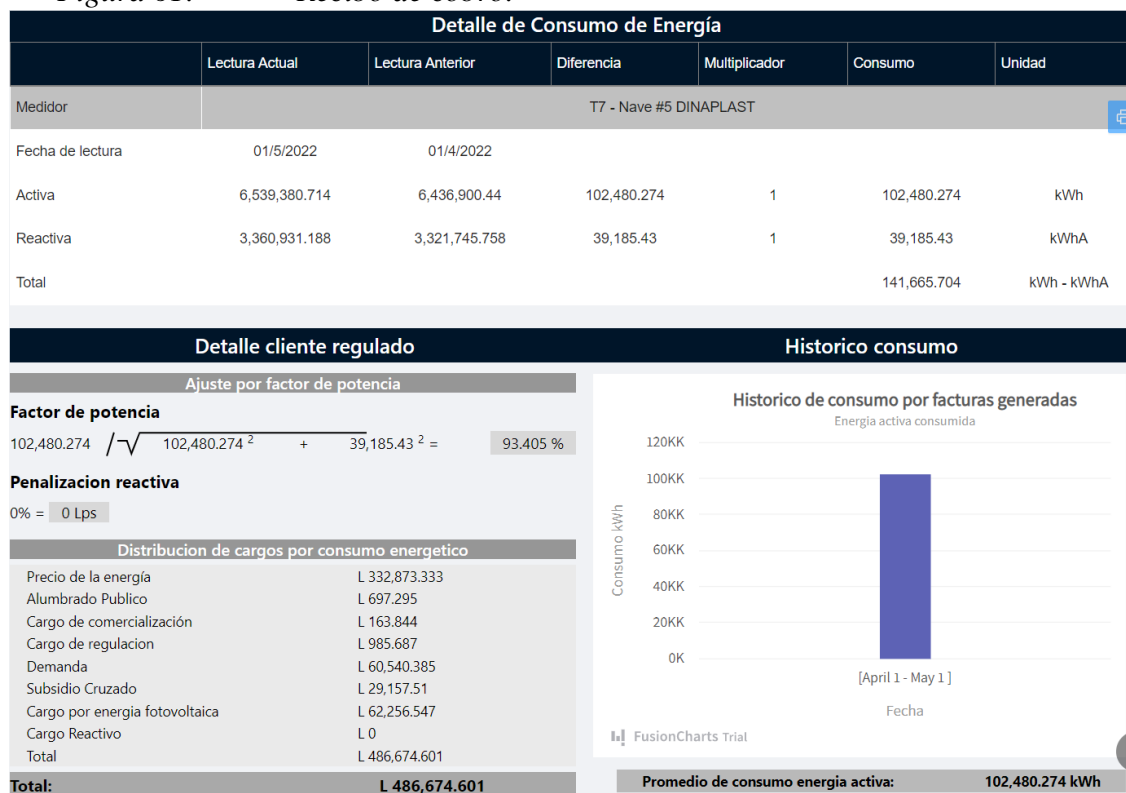 Figura 61. Recibo de cobro.
Detalle de Consumo de Energía
Lectura Actual Lectura Anterior Diferencia Multiplicador Consumo Unidad
Medidor T7 - Nave #5 DINAPLAST
Fecha de lectura 01/5/2022 01/4/2022
Activa 6,539,380.714 6,436,900.44 102,480.274 1 102,480.274 kWh
Reactiva 3,360,931.188 3,321,745.758 39,185.43 1 39,185.43 kWhA
Total 141,665.704 kWh - kWhA
Detalle cliente regulado
Ajuste por factor de potencia
Factor de potencia
102,480.274 / √ 102,480.274 ² + 39,185.43 ² = 93.405 %
Penalizacion reactiva
0% = 0 Lps
Distribucion de cargos por consumo energetico
Precio de la energía L 332,873.333
Alumbrado Publico L 697.295
Cargo de comercialización L 163.844
Cargo de regulacion L 985.687
Demanda L 60,540.385
Subsidio Cruzado L 29,157.51
Cargo por energia fotovoltaica L 62,256.547
Cargo Reactivo L 0
Total L 486,674.601
Total: L 486,674.601
Historico consumo
Historico de consumo por facturas generadas
Energia activa consumida
Consumo kWh
120KK
100KK
80KK
60KK
40KK
20KK
0K
[April 1 - May 1 ]
Fecha
FusionCharts Trial
Promedio de consumo energia activa: 102,480.274 kWh